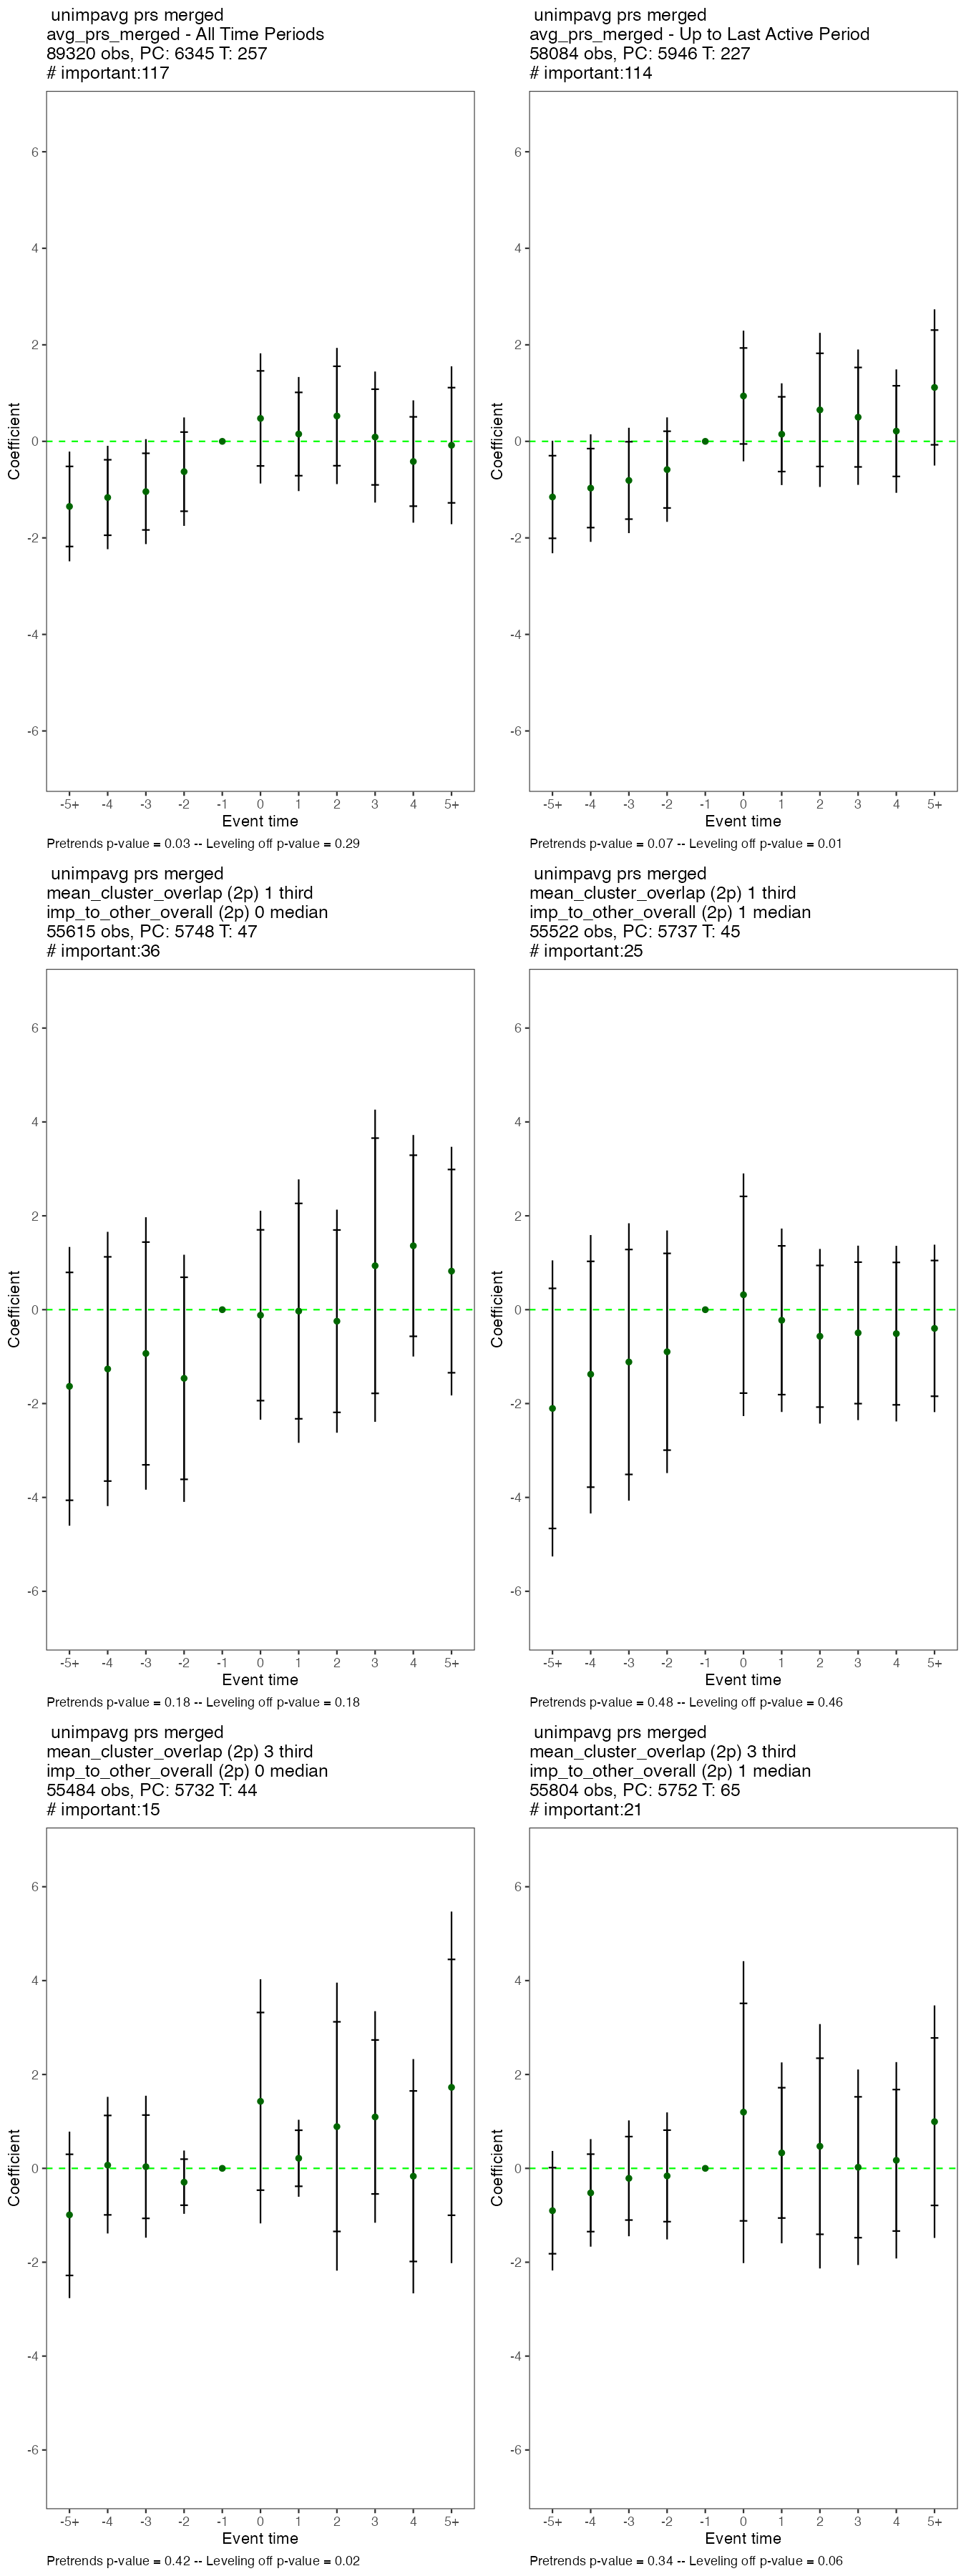 unimpavg prs merged
avg_prs_merged - All Time Periods
89320 obs, PC: 6345 T: 257
# important:117
Coefficient
6
4
2
0
-2
-4
-6
-5+ -4 -3 -2 -1 0 1 2 3 4 5+
Event time
Pretrends p-value = 0.03 -- Leveling off p-value = 0.29
unimpavg prs merged
avg_prs_merged - Up to Last Active Period
58084 obs, PC: 5946 T: 227
# important:114
Coefficient
6
4
2
0
-2
-4
-6
-5+ -4 -3 -2 -1 0 1 2 3 4 5+
Event time
Pretrends p-value = 0.07 -- Leveling off p-value = 0.01
unimpavg prs merged
mean_cluster_overlap (2p) 1 third
imp_to_other_overall (2p) 0 median
55615 obs, PC: 5748 T: 47
# important:36
Coefficient
6
4
2
0
-2
-4
-6
-5+ -4 -3 -2 -1 0 1 2 3 4 5+
Event time
Pretrends p-value = 0.18 -- Leveling off p-value = 0.18
unimpavg prs merged
mean_cluster_overlap (2p) 1 third
imp_to_other_overall (2p) 1 median
55522 obs, PC: 5737 T: 45
# important:25
Coefficient
6
4
2
0
-2
-4
-6
-5+ -4 -3 -2 -1 0 1 2 3 4 5+
Event time
Pretrends p-value = 0.48 -- Leveling off p-value = 0.46
unimpavg prs merged
mean_cluster_overlap (2p) 3 third
imp_to_other_overall (2p) 0 median
55484 obs, PC: 5732 T: 44
# important:15
Coefficient
6
4
2
0
-2
-4
-6
-5+ -4 -3 -2 -1 0 1 2 3 4 5+
Event time
Pretrends p-value = 0.42 -- Leveling off p-value = 0.02
unimpavg prs merged
mean_cluster_overlap (2p) 3 third
imp_to_other_overall (2p) 1 median
55804 obs, PC: 5752 T: 65
# important:21
Coefficient
6
4
2
0
-2
-4
-6
-5+ -4 -3 -2 -1 0 1 2 3 4 5+
Event time
Pretrends p-value = 0.34 -- Leveling off p-value = 0.06